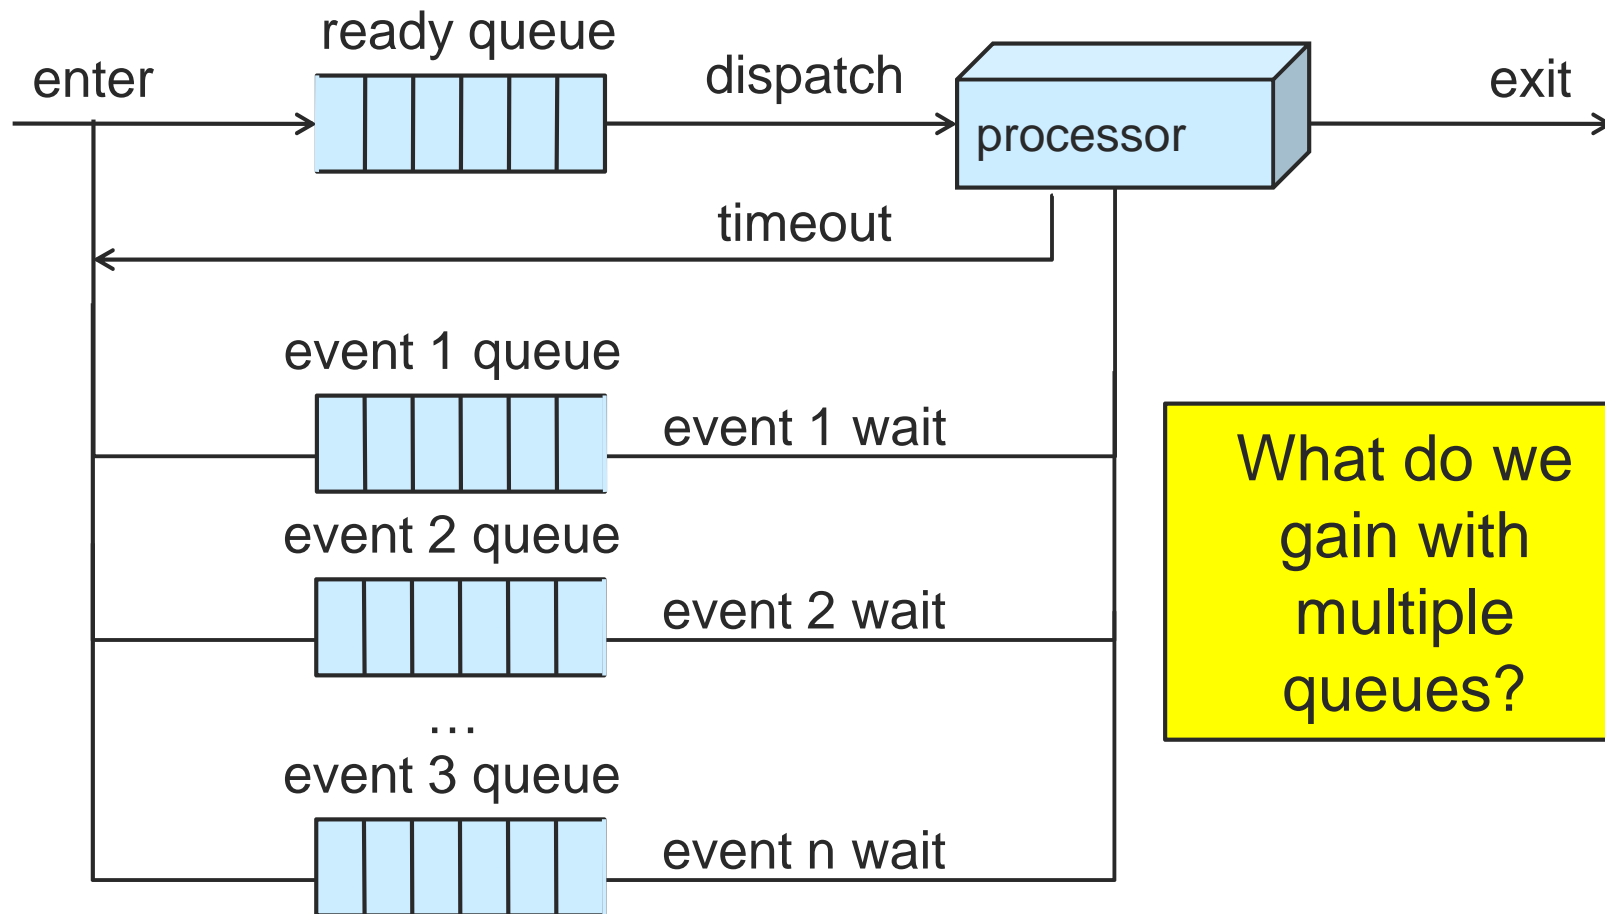 ready queue
enter
dispatch
exit
processor
timeout
event 1 queue
event 1 wait
event 2 queue
event 2 wait
…
event 3 queue
event n wait
What do we
gain with
multiple
queues?